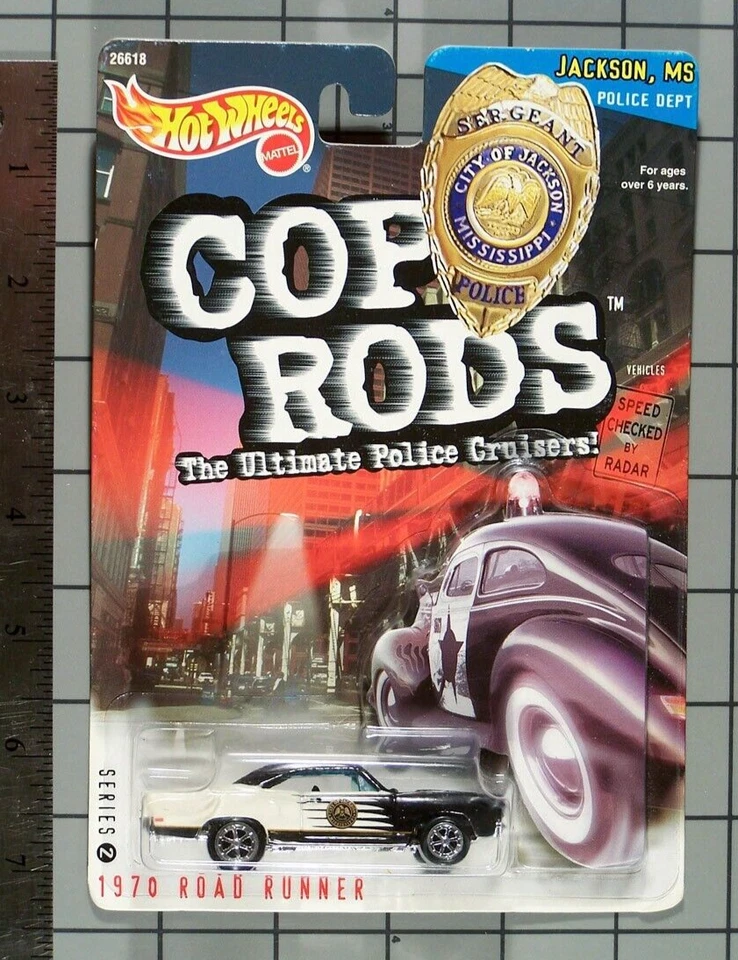 26618
Hot Wheels
MATTEL
®
JACKSON, MS
POLICE DEPT
SERGEANT
CITY OF JACKSON
MISSISSIPPI
POLICE
For ages
over 6 years.
COP
RODS™
The Ultimate Police Cruisers!
VEHICLES
SPEED
CHECKED
BY
RADAR
SERIES 2
1970 ROAD RUNNER
1
2
3
4
5
6
7